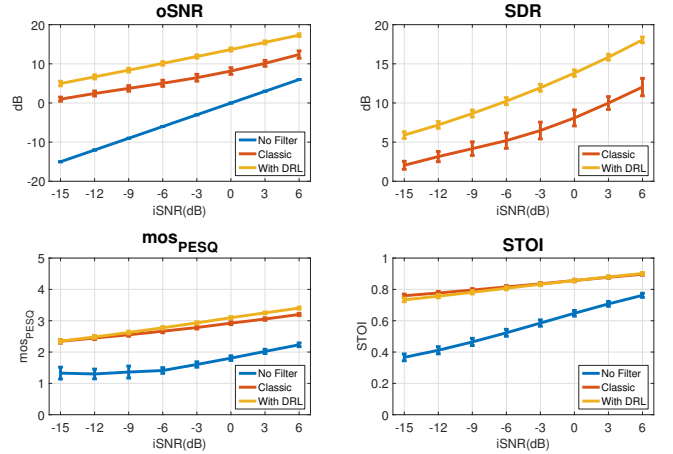 oSNR
20
10
0
-10
-20
dB
-15 -12 -9 -6 -3 0 3 6
iSNR(dB)
No Filter
Classic
With DRL
SDR
20
15
10
5
0
dB
-15 -12 -9 -6 -3 0 3 6
iSNR(dB)
Classic
With DRL
mosPESQ
5
4
3
2
1
0
mosPESQ
-15 -12 -9 -6 -3 0 3 6
iSNR(dB)
No Filter
Classic
With DRL
STOI
1
0.8
0.6
0.4
0.2
0
STOI
-15 -12 -9 -6 -3 0 3 6
iSNR(dB)
No Filter
Classic
With DRL